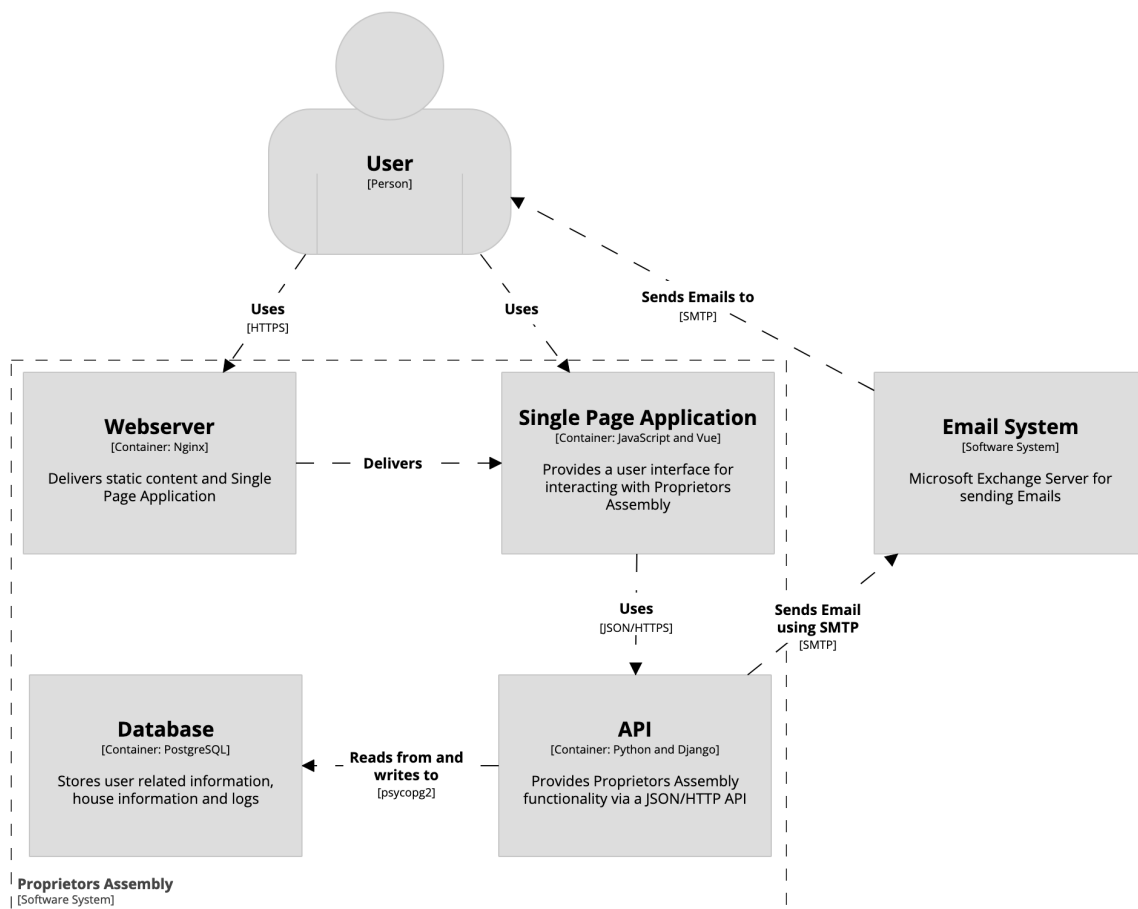 User
[Person]
Uses
[HTTPS]
Uses
Sends Emails to
[SMTP]
Webserver
[Container: Nginx]
Delivers static content and Single
Page Application
Delivers
Single Page Application
[Container: JavaScript and Vue]
Provides a user interface for
interacting with Proprietors
Assembly
Email System
[Software System]
Microsoft Exchange Server for
sending Emails
Uses
[JSON/HTTPS]
Sends Email
using SMTP
[SMTP]
Database
[Container: PostgreSQL]
Stores user related information,
house information and logs
Reads from and
writes to
[psycopg2]
API
[Container: Python and Django]
Provides Proprietors Assembly
functionality via a JSON/HTTP API
Proprietors Assembly
[Software System]